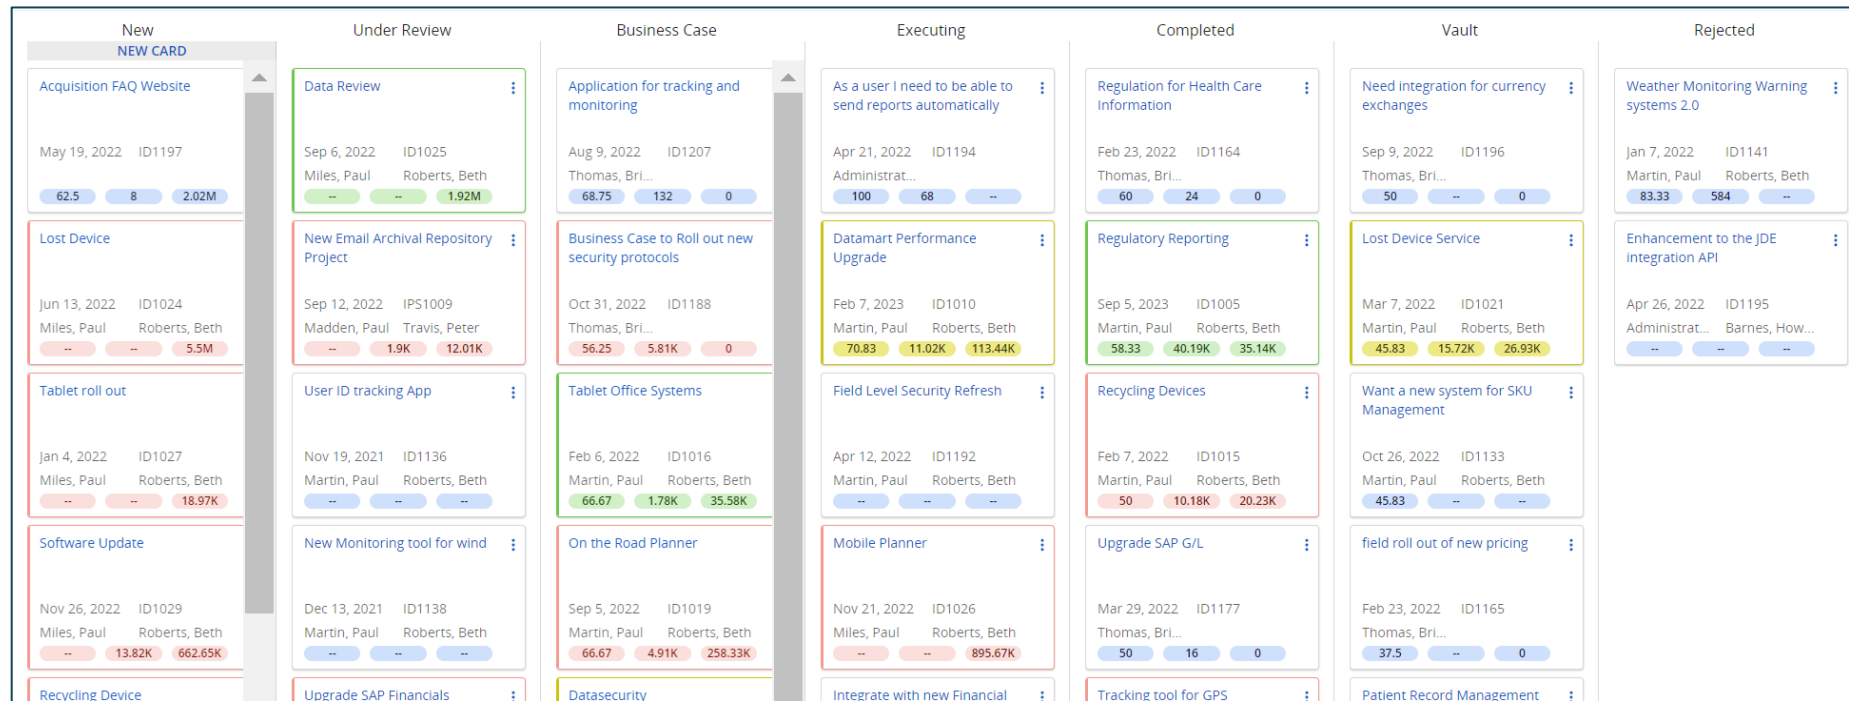 New
NEW CARD
Acquisition FAQ Website
May 19, 2022 ID1197
62.5 8 2.02M
Lost Device
Jun 13, 2022 ID1024
Miles, Paul Roberts, Beth
-- -- 5.5M
Tablet roll out
Jan 4, 2022 ID1027
Miles, Paul Roberts, Beth
-- -- 18.97K
Software Update
Nov 26, 2022 ID1029
Miles, Paul Roberts, Beth
-- 13.82K 662.65K
Recycling Device
Under Review
Data Review
Sep 6, 2022 ID1025
Miles, Paul Roberts, Beth
-- -- 1.92M
New Email Archival Repository
Project
Sep 12, 2022 IPS1009
Madden, Paul Travis, Peter
-- 1.9K 12.01K
User ID tracking App
Nov 19, 2021 ID1136
Martin, Paul Roberts, Beth
-- -- --
New Monitoring tool for wind
Dec 13, 2021 ID1138
Martin, Paul Roberts, Beth
-- -- --
Upgrade SAP Financials
Business Case
Application for tracking and
monitoring
Aug 9, 2022 ID1207
Thomas, Bri...
68.75 132 0
Business Case to Roll out new
security protocols
Oct 31, 2022 ID1188
Thomas, Bri...
56.25 5.81K 0
Tablet Office Systems
Feb 6, 2022 ID1016
Martin, Paul Roberts, Beth
66.67 1.78K 35.58K
On the Road Planner
Sep 5, 2022 ID1019
Martin, Paul Roberts, Beth
66.67 4.91K 258.33K
Datasecurity
Executing
As a user I need to be able to
send reports automatically
Apr 21, 2022 ID1194
Administrat...
100 68 --
Datamart Performance
Upgrade
Feb 7, 2023 ID1010
Martin, Paul Roberts, Beth
70.83 11.02K 113.44K
Field Level Security Refresh
Apr 12, 2022 ID1192
Martin, Paul Roberts, Beth
-- -- --
Mobile Planner
Nov 21, 2022 ID1026
Miles, Paul Roberts, Beth
-- -- 895.67K
Integrate with new Financial
Completed
Regulation for Health Care
Information
Feb 23, 2022 ID1164
Thomas, Bri...
60 24 0
Regulatory Reporting
Sep 5, 2023 ID1005
Martin, Paul Roberts, Beth
58.33 40.19K 35.14K
Recycling Devices
Feb 7, 2022 ID1015
Martin, Paul Roberts, Beth
50 10.18K 20.23K
Upgrade SAP G/L
Mar 29, 2022 ID1177
Thomas, Bri...
50 16 0
Tracking tool for GPS
Vault
Need integration for currency
exchanges
Sep 9, 2022 ID1196
Thomas, Bri...
50 -- 0
Lost Device Service
Mar 7, 2022 ID1021
Martin, Paul Roberts, Beth
45.83 15.72K 26.93K
Want a new system for SKU
Management
Oct 26, 2022 ID1133
Martin, Paul Roberts, Beth
45.83 -- --
field roll out of new pricing
Feb 23, 2022 ID1165
Thomas, Bri...
37.5 -- 0
Patient Record Management
Rejected
Weather Monitoring Warning
systems 2.0
Jan 7, 2022 ID1141
Martin, Paul Roberts, Beth
83.33 584 --
Enhancement to the JDE
integration API
Apr 26, 2022 ID1195
Administrat... Barnes, How...
-- -- --